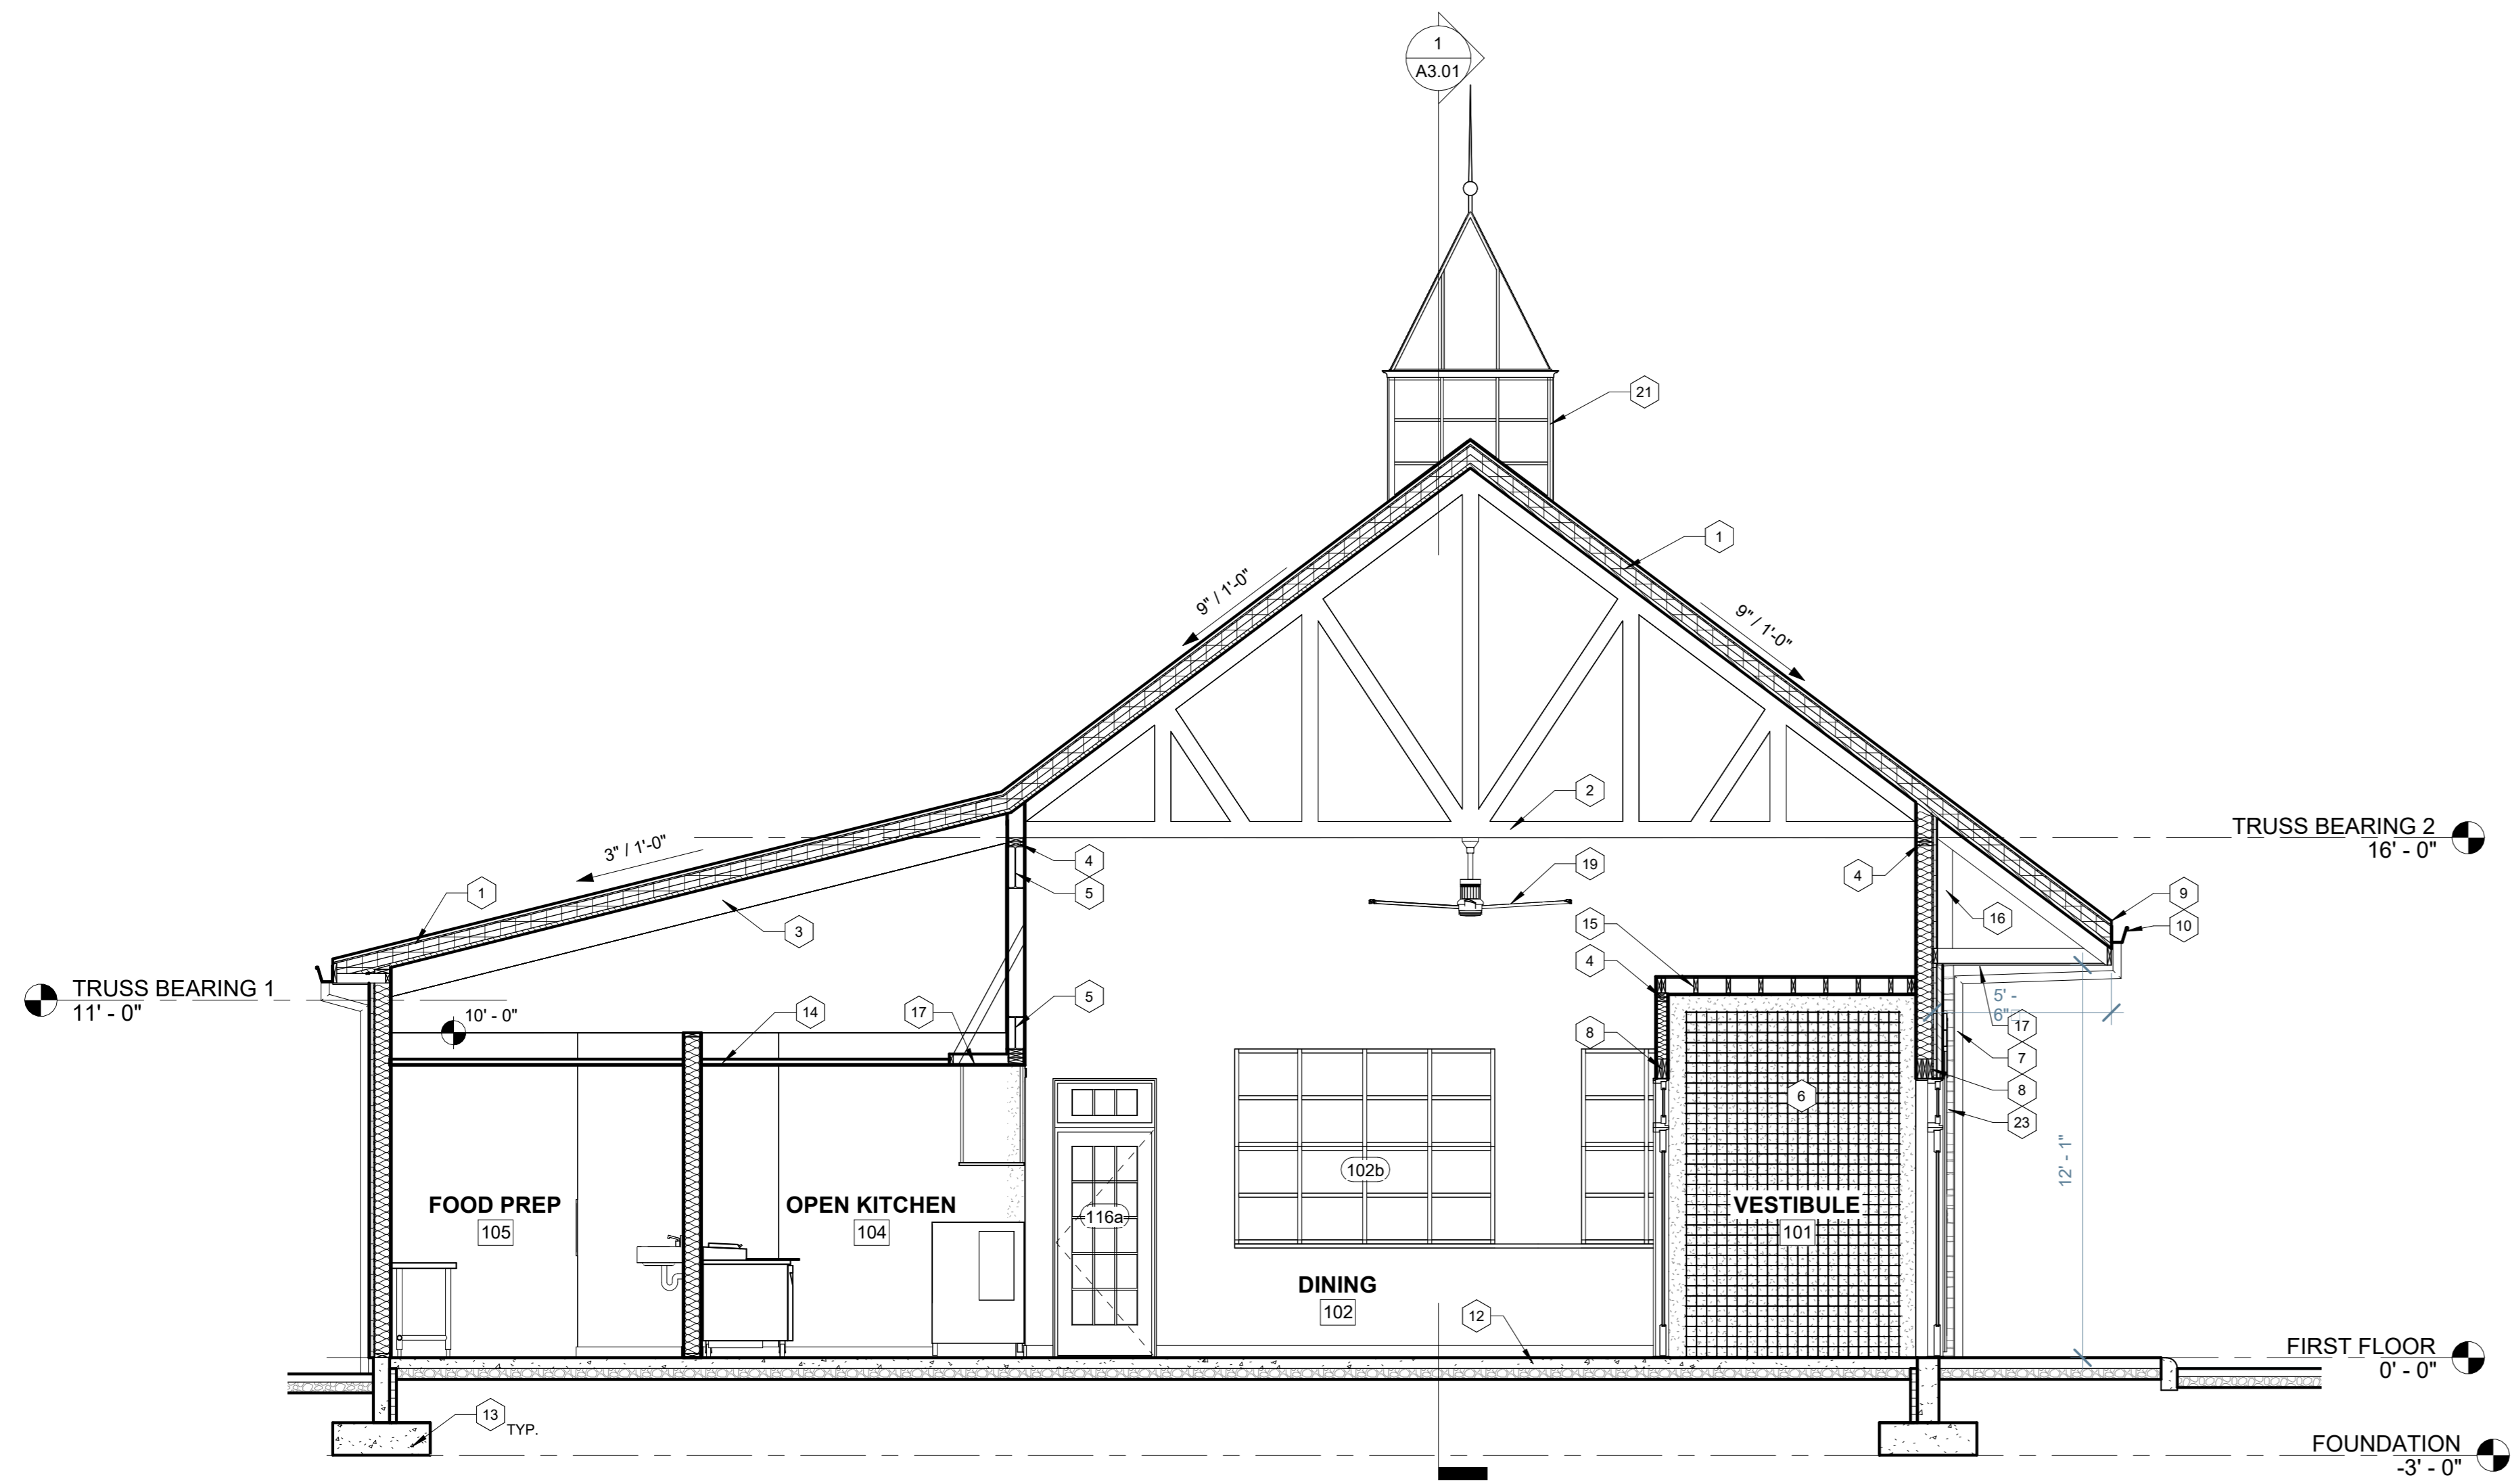 1
A3.01
21
1
9" / 1'-0"
9" / 1'-0"
2
TRUSS BEARING 2
16' - 0"
3" / 1'-0"
4
19
4
5
1
9
16
10
3
15
4
TRUSS BEARING 1
11' - 0"
10' - 0"
14
17
5
5' -
6"
17
8
7
8
6
23
12' - 1"
102b
FOOD PREP
105
OPEN KITCHEN
104
116a
VESTIBULE
101
DINING
102
12
FIRST FLOOR
0' - 0"
13
TYP.
FOUNDATION
-3' - 0"